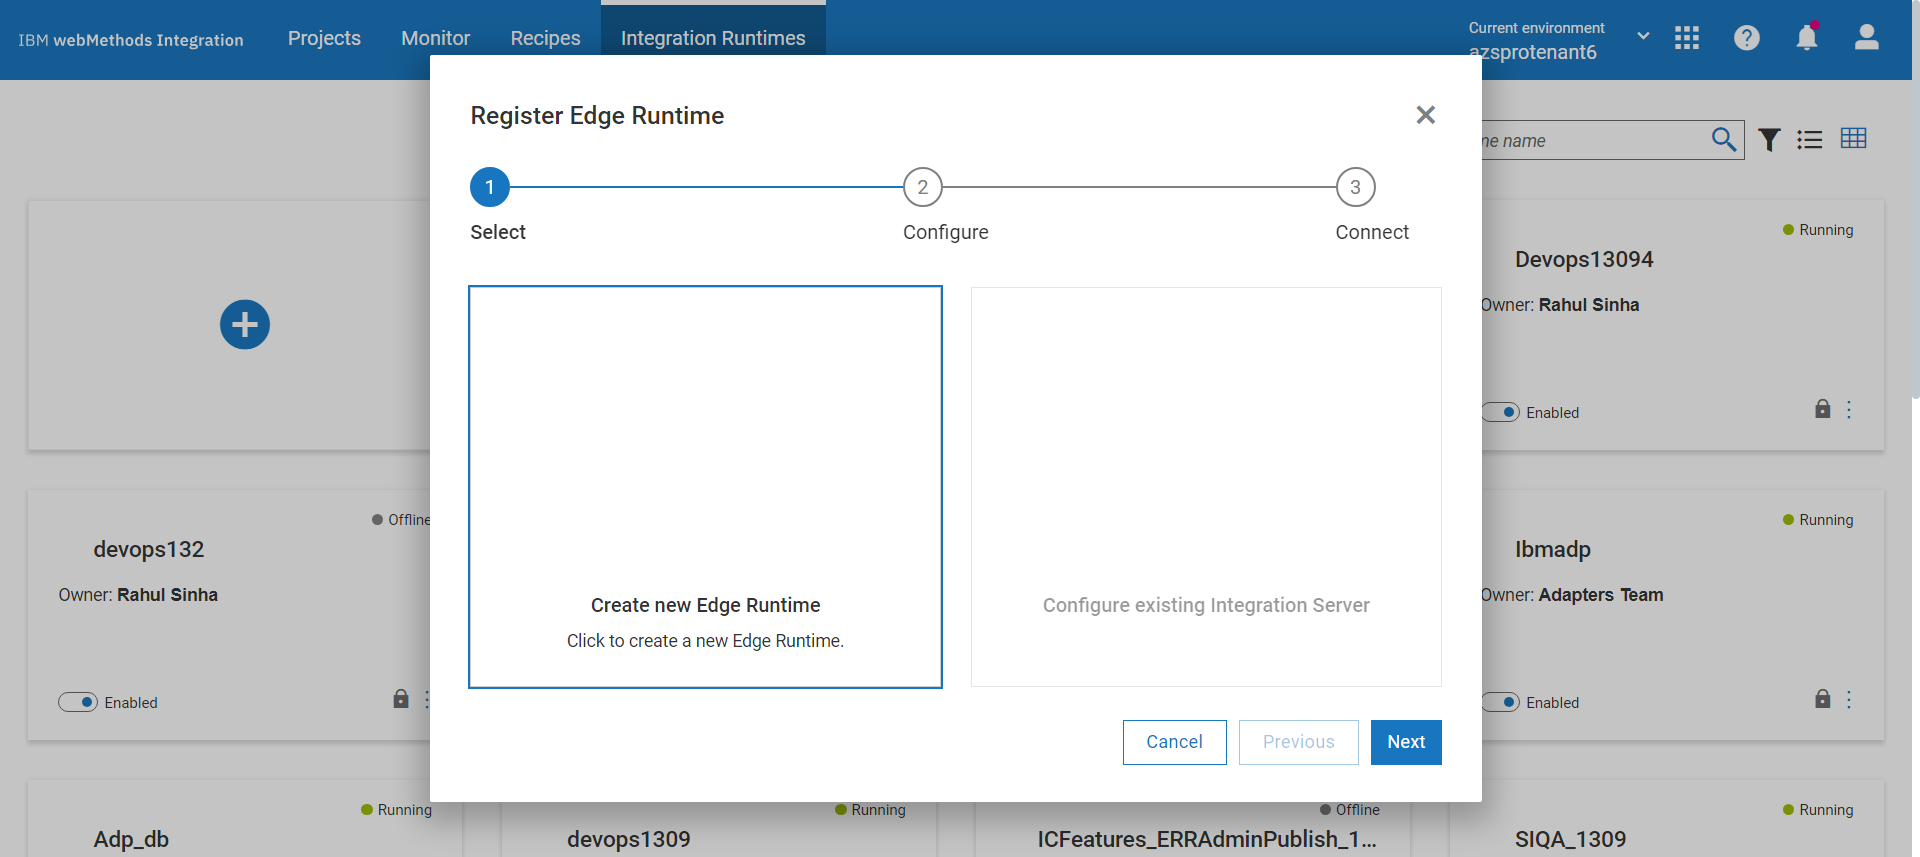 IBM webMethods Integration
Projects
Monitor
Recipes
Integration Runtimes
Current environment
azsprotenant6
Register Edge Runtime
1
2
3
Select
Configure
Connect
Create new Edge Runtime
Click to create a new Edge Runtime.
Configure existing Integration Server
Cancel
Previous
Next
name
Running
Devops13094
Owner: Rahul Sinha
Enabled
Offline
devops132
Owner: Rahul Sinha
Enabled
Running
Ibmadp
Owner: Adapters Team
Enabled
Running
Adp_db
Running
devops1309
Offline
ICFeatures_ERRAdminPublish_1...
Running
SIQA_1309